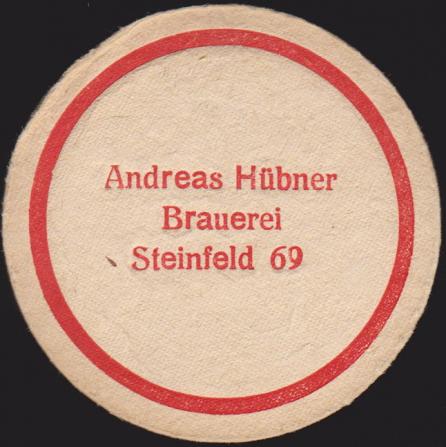 Andreas Hübner
Brauerei
Steinfeld 69